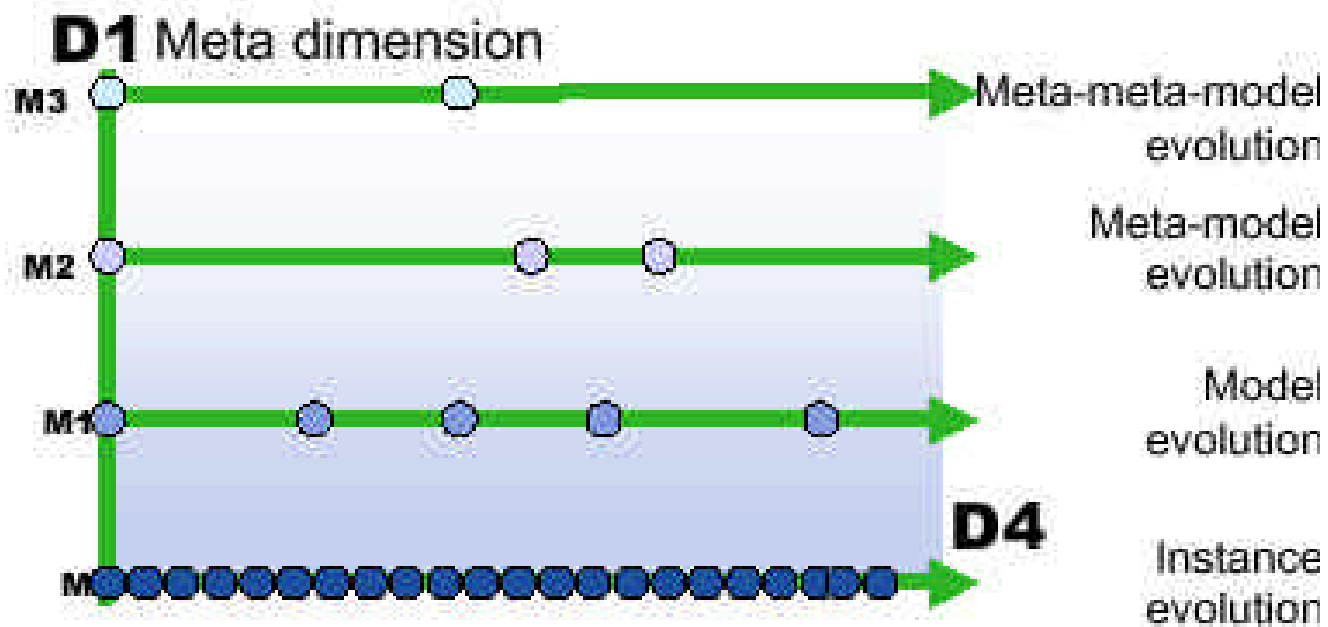 D1 Meta dimension
M3
Meta-meta-model
evolution
Meta-model
M2
evolution
Model
M1
evolution
D4
Instance
M
evolution